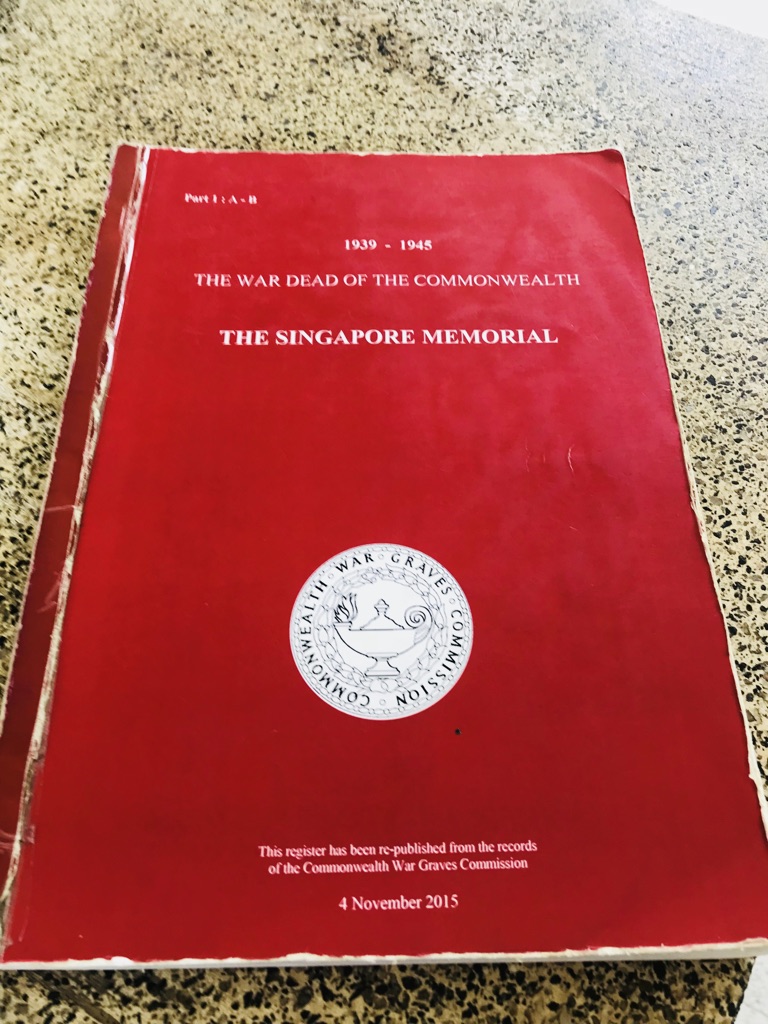 Part 1 : A - B
1939 - 1945
THE WAR DEAD OF THE COMMONWEALTH
THE SINGAPORE MEMORIAL
COMMONWEALTH · WAR · GRAVES · COMMISSION ·
This register has been re-published from the records
of the Commonwealth War Graves Commission
4 November 2015